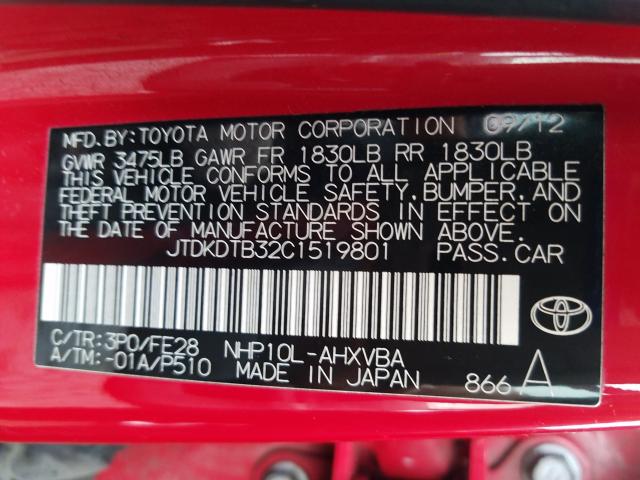 MFD. BY: TOYOTA MOTOR CORPORATION 09/12
GVWR 3475LB GAWR FR 1830LB RR 1830LB
THIS VEHICLE CONFORMS TO ALL APPLICABLE
FEDERAL MOTOR VEHICLE SAFETY, BUMPER, AND
THEFT PREVENTION STANDARDS IN EFFECT ON
THE DATE OF MANUFACTURE SHOWN ABOVE.
JTDKDTB32C1519801 PASS. CAR
C/TR: 3P0/FE28 NHP10L-AHXVBA
A/TM: -01A/P510 MADE IN JAPAN 866 A